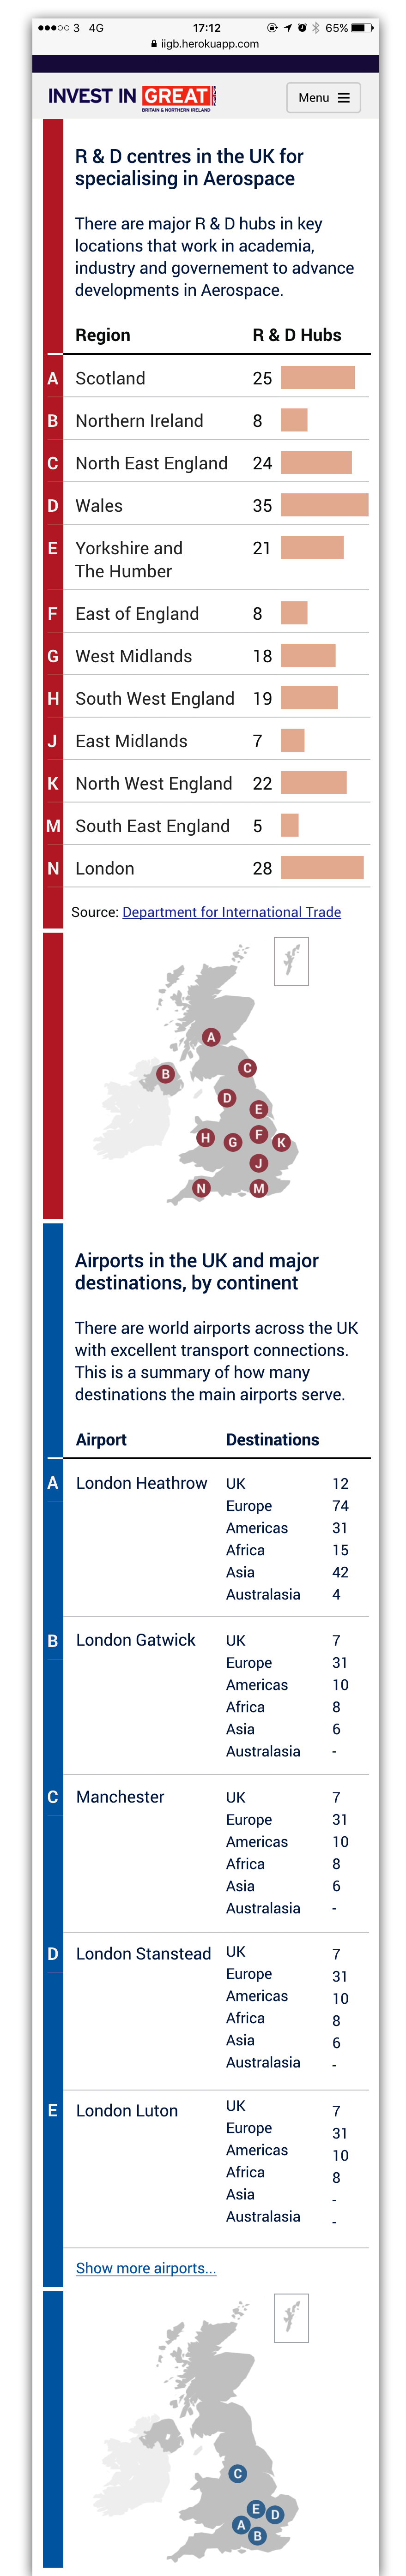 3 4G 17:12 65%
iigb.herokuapp.com
INVEST IN GREAT
BRITAIN & NORTHERN IRELAND
Menu
R & D centres in the UK for
specialising in Aerospace
There are major R & D hubs in key
locations that work in academia,
industry and governement to advance
developments in Aerospace.
Region R & D Hubs
A Scotland 25
B Northern Ireland 8
C North East England 24
D Wales 35
E Yorkshire and 21
The Humber
F East of England 8
G West Midlands 18
H South West England 19
J East Midlands 7
K North West England 22
M South East England 5
N London 28
Source: Department for International Trade
A
B
C
D
E
F
H
G
K
J
N
M
Airports in the UK and major
destinations, by continent
There are world airports across the UK
with excellent transport connections.
This is a summary of how many
destinations the main airports serve.
Airport Destinations
A London Heathrow UK 12
Europe 74
Americas 31
Africa 15
Asia 42
Australasia 4
B London Gatwick UK 7
Europe 31
Americas 10
Africa 8
Asia 6
Australasia -
C Manchester UK 7
Europe 31
Americas 10
Africa 8
Asia 6
Australasia -
D London Stanstead UK 7
Europe 31
Americas 10
Africa 8
Asia 6
Australasia -
E London Luton UK 7
Europe 31
Americas 10
Africa 8
Asia -
Australasia -
Show more airports...
C
E
D
A
B